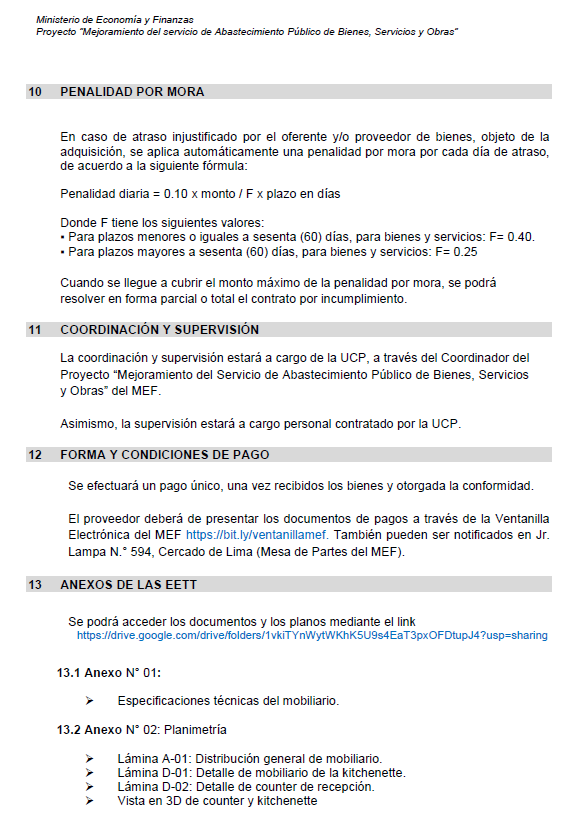 Ministerio de Economía y Finanzas
Proyecto "Mejoramiento del servicio de Abastecimiento Público de Bienes, Servicios y Obras"
10 PENALIDAD POR MORA
En caso de atraso injustificado por el oferente y/o proveedor de bienes, objeto de la
adquisición, se aplica automáticamente una penalidad por mora por cada día de atraso,
de acuerdo a la siguiente fórmula:
Penalidad diaria = 0.10 x monto / F x plazo en días
Donde F tiene los siguientes valores:
▪ Para plazos menores o iguales a sesenta (60) días, para bienes y servicios: F= 0.40.
▪ Para plazos mayores a sesenta (60) días, para bienes y servicios: F= 0.25
Cuando se llegue a cubrir el monto máximo de la penalidad por mora, se podrá
resolver en forma parcial o total el contrato por incumplimiento.
11 COORDINACIÓN Y SUPERVISIÓN
La coordinación y supervisión estará a cargo de la UCP, a través del Coordinador del
Proyecto "Mejoramiento del Servicio de Abastecimiento Público de Bienes, Servicios
y Obras" del MEF.
Asimismo, la supervisión estará a cargo personal contratado por la UCP.
12 FORMA Y CONDICIONES DE PAGO
Se efectuará un pago único, una vez recibidos los bienes y otorgada la conformidad.
El proveedor deberá de presentar los documentos de pagos a través de la Ventanilla
Electrónica del MEF https://bit.ly/ventanillamef. También pueden ser notificados en Jr.
Lampa N.° 594, Cercado de Lima (Mesa de Partes del MEF).
13 ANEXOS DE LAS EETT
Se podrá acceder los documentos y los planos mediante el link
https://drive.google.com/drive/folders/1vkiTYnWytWKhK5U9s4EaT3pxOFDtupJ4?usp=sharing
13.1 Anexo N° 01:
➢ Especificaciones técnicas del mobiliario.
13.2 Anexo N° 02: Planimetría
➢ Lámina A-01: Distribución general de mobiliario.
➢ Lámina D-01: Detalle de mobiliario de la kitchenette.
➢ Lámina D-02: Detalle de counter de recepción.
➢ Vista en 3D de counter y kitchenette